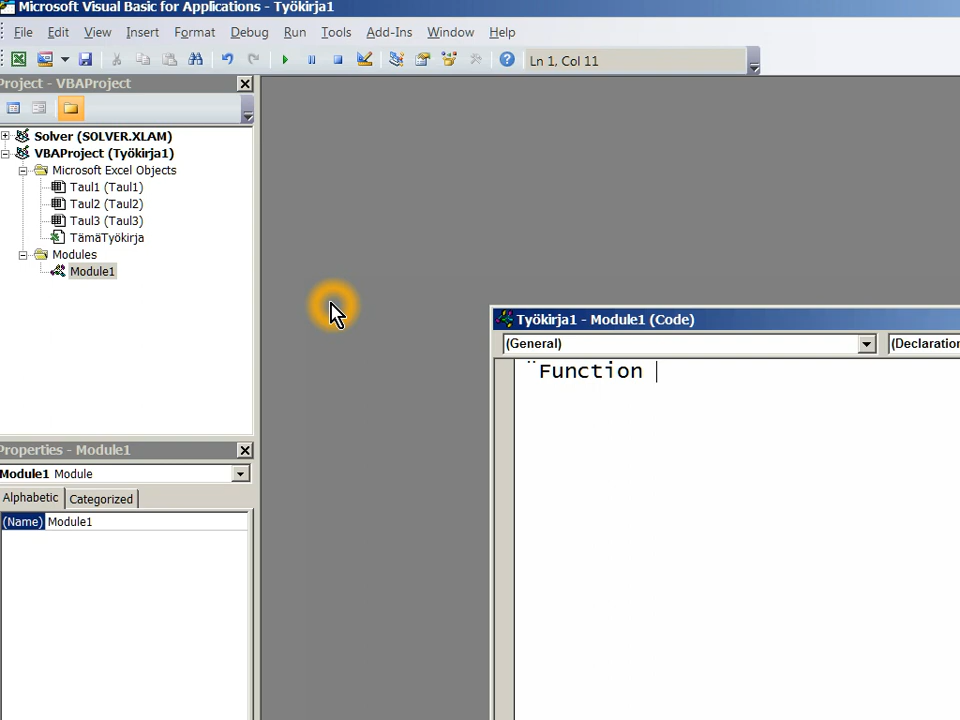 Microsoft Visual Basic for Applications - Työkirja1
File Edit View Insert Format Debug Run Tools Add-Ins Window Help
Ln 1, Col 11
Project - VBAProject
Solver (SOLVER.XLAM)
VBAProject (Työkirja1)
Microsoft Excel Objects
Taul1 (Taul1)
Taul2 (Taul2)
Taul3 (Taul3)
TämäTyökirja
Modules
Module1
Työkirja1 - Module1 (Code)
(General) (Declaration
¨Function
Properties - Module1
Module1 Module
Alphabetic Categorized
(Name) Module1